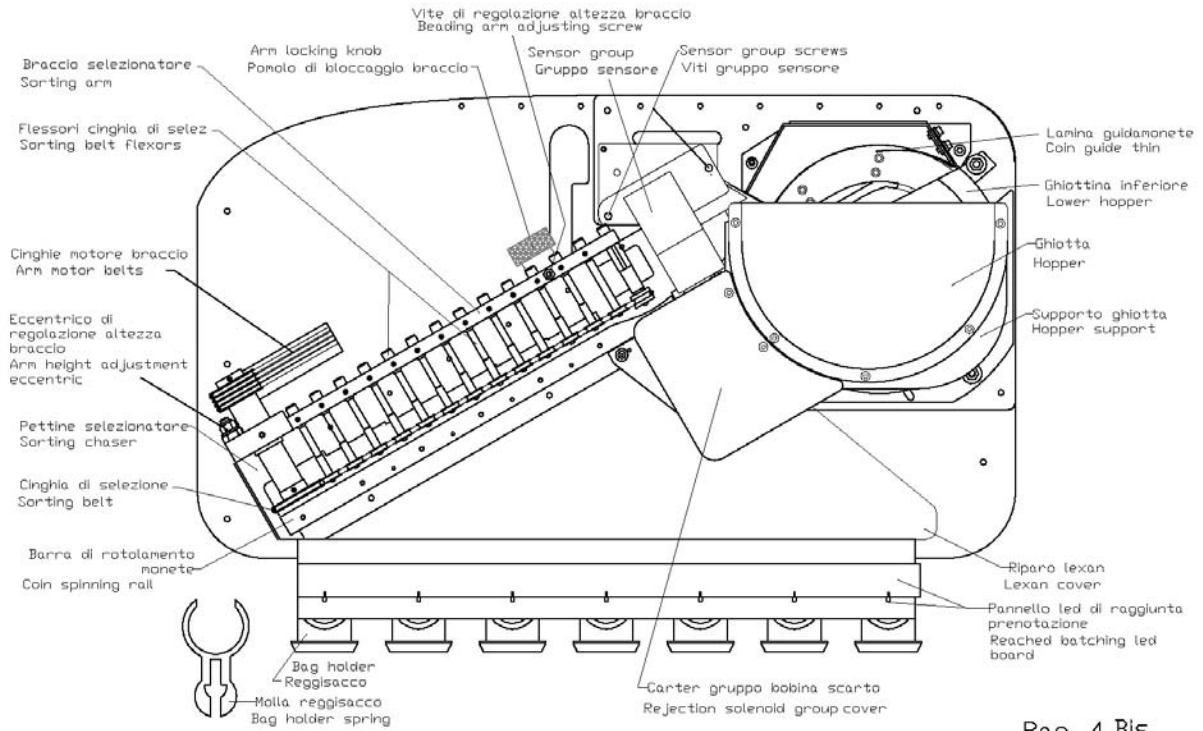 Vite di regolazione altezza braccio
Beading arm adjusting screw
Arm locking knob
Pomolo di bloccaggio braccio
Sensor group
Gruppo sensore
Sensor group screws
Viti gruppo sensore
Braccio selezionatore
Sorting arm
Flessori cinghia di selez
Sorting belt flexors
Cinghie motore braccio
Arm motor belts
Eccentrico di
regolazione altezza
braccio
Arm height adjustment
eccentric
Pettine selezionatore
Sorting chaser
Cinghia di selezione
Sorting belt
Barra di rotolamento
monete
Coin spinning rail
Lamina guidamonete
Coin guide thin
Ghiottina inferiore
Lower hopper
Ghiotta
Hopper
Supporto ghiotta
Hopper support
Riparo lexan
Lexan cover
Pannello led di raggiunta
prenotazione
Reached batching led
board
Bag holder
Reggisacco
Molla reggisacco
Bag holder spring
Carter gruppo bobina scarto
Rejection solenoid group cover
Pag. 4 Bis